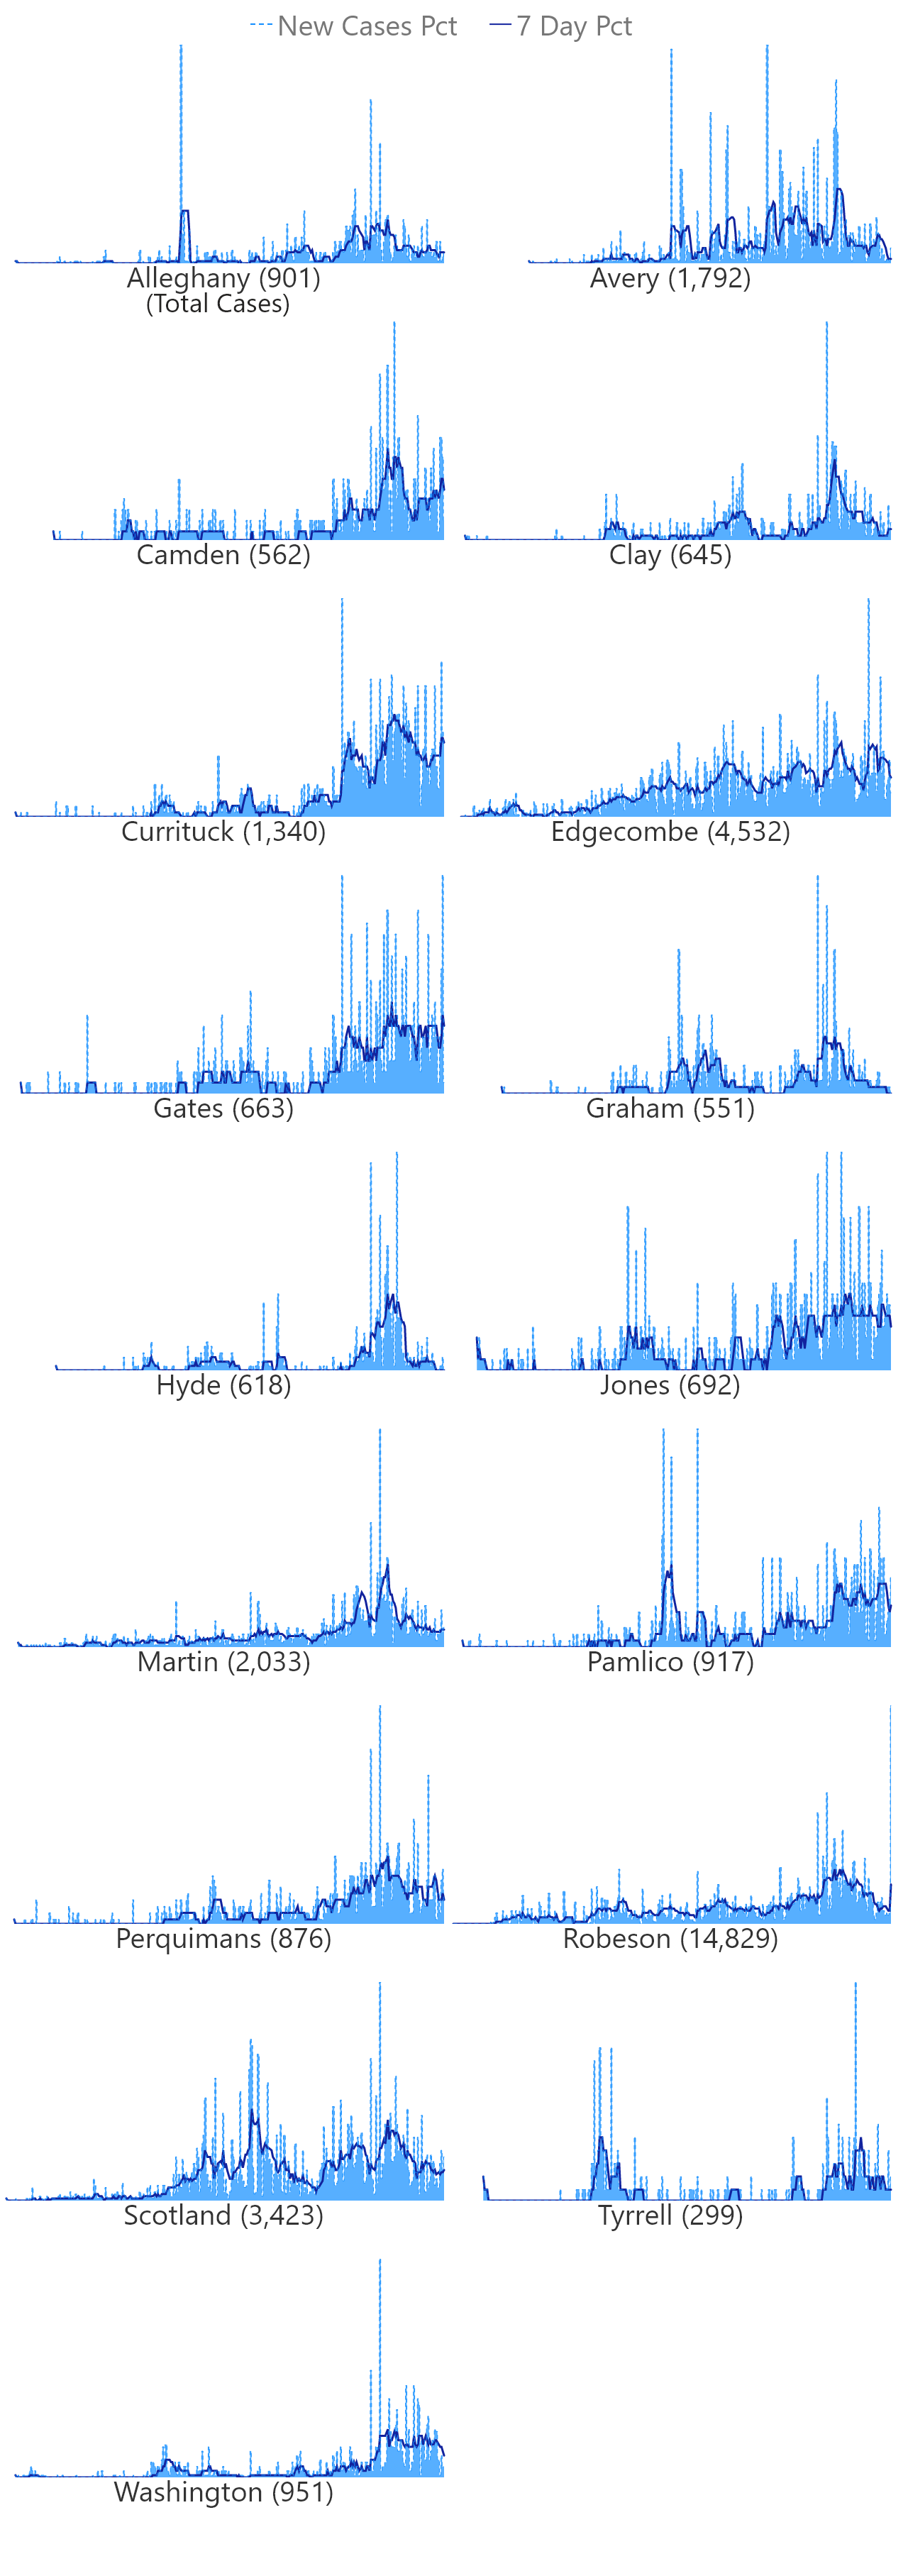 New Cases Pct 7 Day Pct
Alleghany (901) Avery (1,792)
(Total Cases)
Camden (562) Clay (645)
Currituck (1,340) Edgecombe (4,532)
Gates (663) Graham (551)
Hyde (618) Jones (692)
Martin (2,033) Pamlico (917)
Perquimans (876) Robeson (14,829)
Scotland (3,423) Tyrrell (299)
Washington (951)